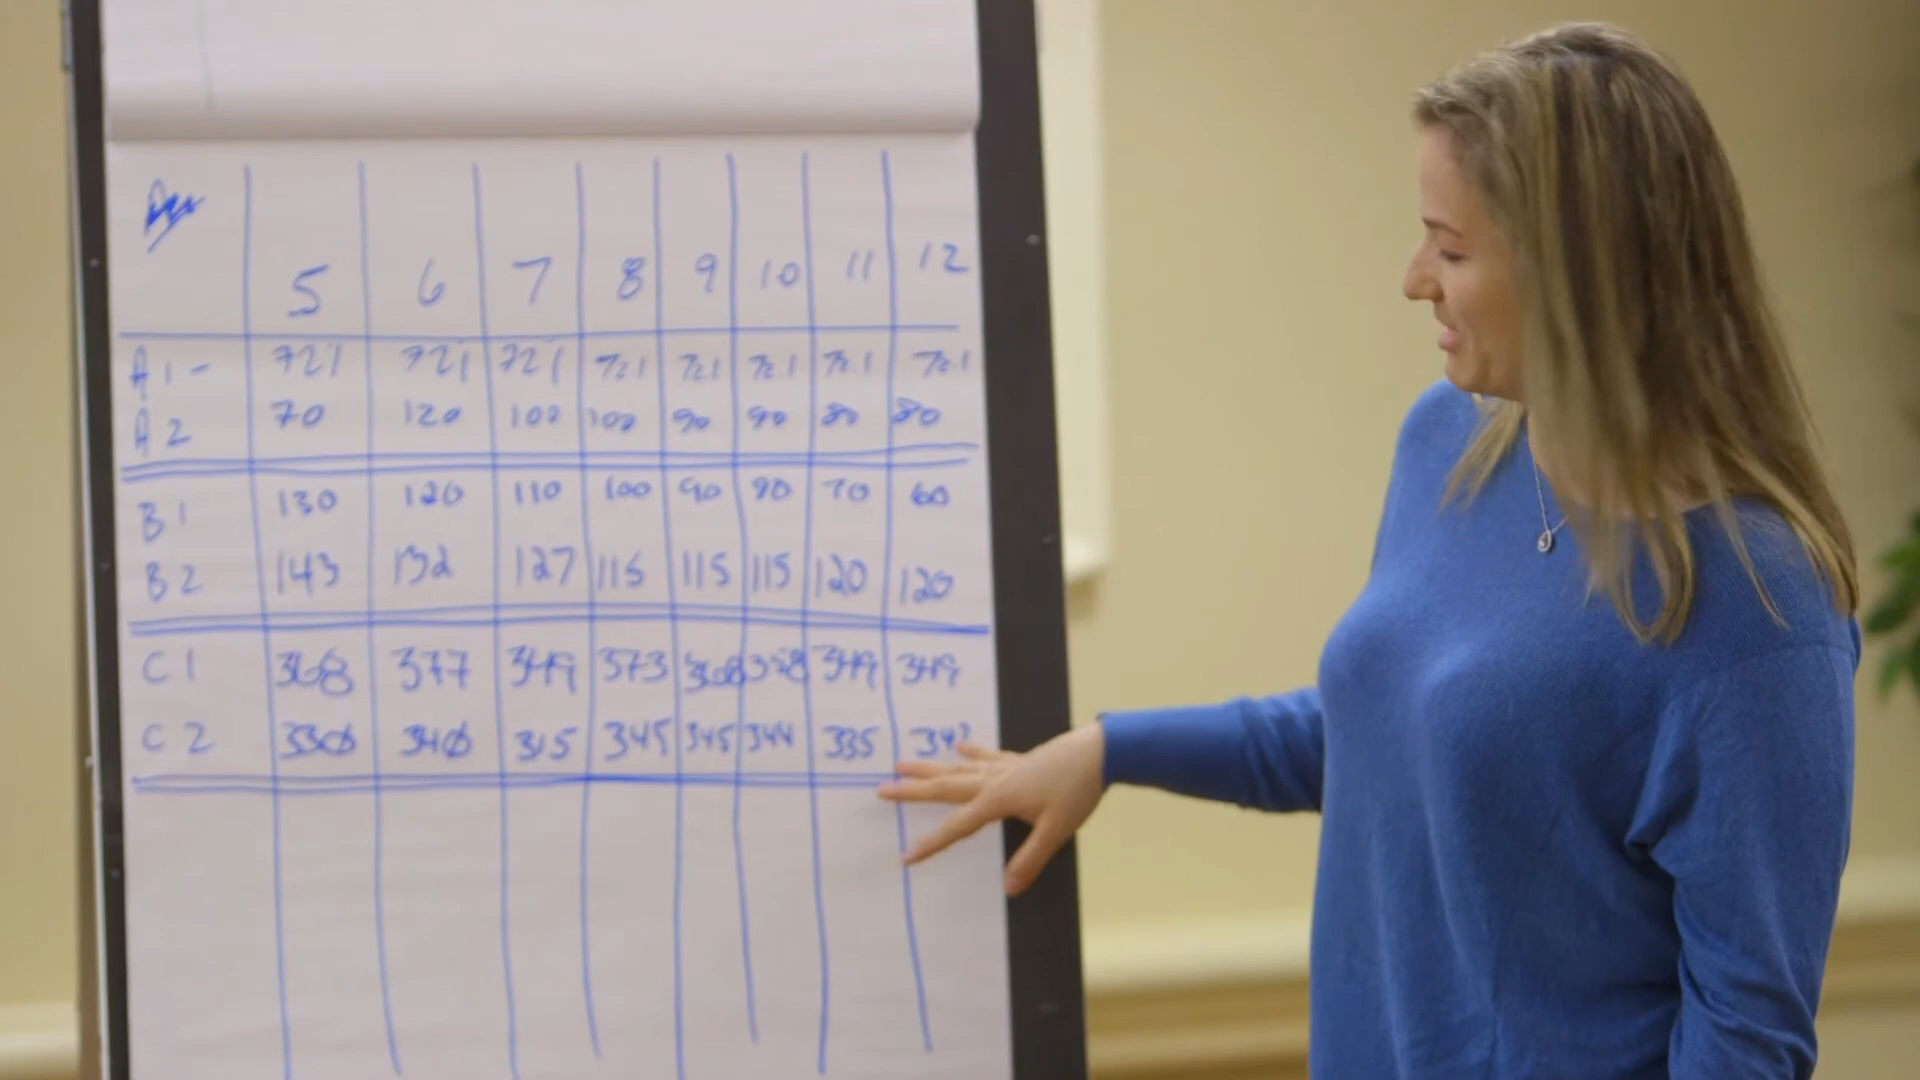 5 6 7 8 9 10 11 12
A1- 721 721 721 721 721 721 721 721
A2 70 120 100 100 90 90 80 80
B1 130 120 110 100 90 80 70 60
B2 143 132 127 115 115 115 120 120
C1 368 377 349 373 368 358 349 349
C2 330 340 315 345 345 344 335